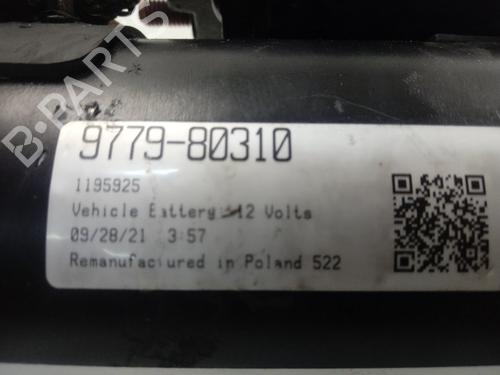 B-PARTS
9779-80310
1195925
Vehicle Battery 12 Volts
09/28/21 3:57
Remanufactured in Poland 522